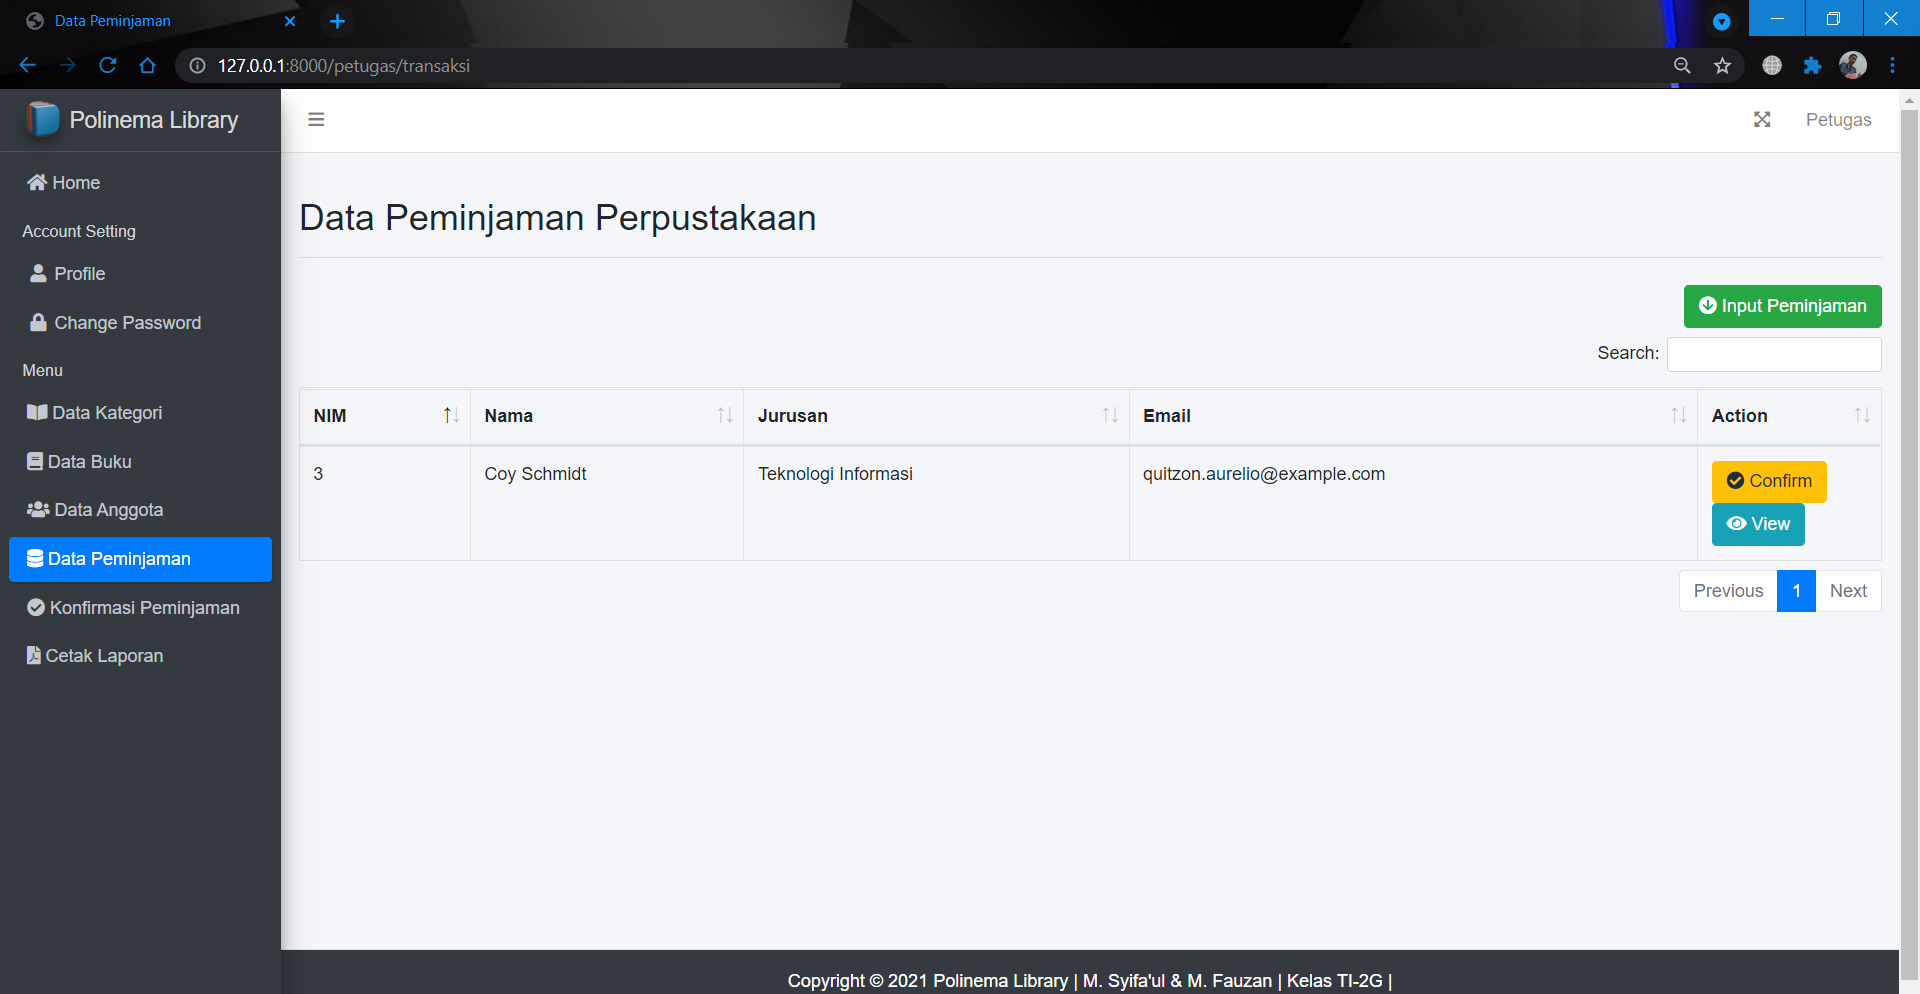 Data Peminjaman
127.0.0.1:8000/petugas/transaksi
Polinema Library
Petugas
Home
Account Setting
Profile
Change Password
Menu
Data Kategori
Data Buku
Data Anggota
Data Peminjaman
Konfirmasi Peminjaman
Cetak Laporan
Data Peminjaman Perpustakaan
Input Peminjaman
Search:
NIM Nama Jurusan Email Action
3 Coy Schmidt Teknologi Informasi quitzon.aurelio@example.com Confirm
View
Previous 1 Next
Copyright © 2021 Polinema Library | M. Syifa'ul & M. Fauzan | Kelas TI-2G |